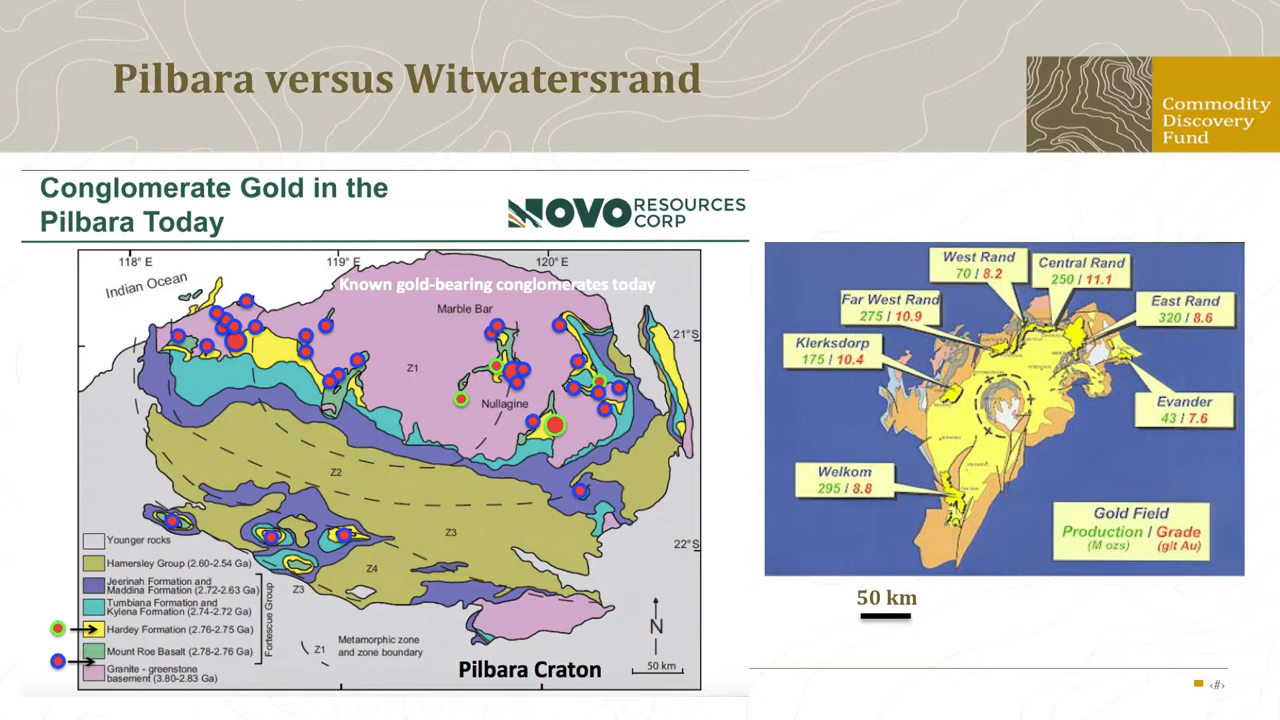 Pilbara versus Witwatersrand
Commodity
Discovery
Fund
Conglomerate Gold in the
Pilbara Today
NOVO RESOURCES
CORP
118° E
119° E
120° E
Indian Ocean
Known gold-bearing conglomerates today
Marble Bar
21°S
Z1
Nullagine
Z2
Z3
22°S
Z4
Z3
Younger rocks
Hamersley Group (2.60-2.54 Ga)
Jeerinah Formation and
Maddina Formation (2.72-2.63 Ga)
Tumbiana Formation and
Kylena Formation (2.74-2.72 Ga)
Hardey Formation (2.76-2.75 Ga)
Mount Roe Basalt (2.78-2.76 Ga)
Granite - greenstone
basement (3.80-2.83 Ga)
Fortescue Group
Z1
Metamorphic zone
and zone boundary
N
50 km
Pilbara Craton
West Rand
70 / 8.2
Central Rand
250 / 11.1
Far West Rand
275 / 10.9
East Rand
320 / 8.6
Klerksdorp
175 / 10.4
Evander
43 / 7.6
Welkom
295 / 8.8
Gold Field
Production / Grade
(M ozs) (g/t Au)
50 km
‹#›